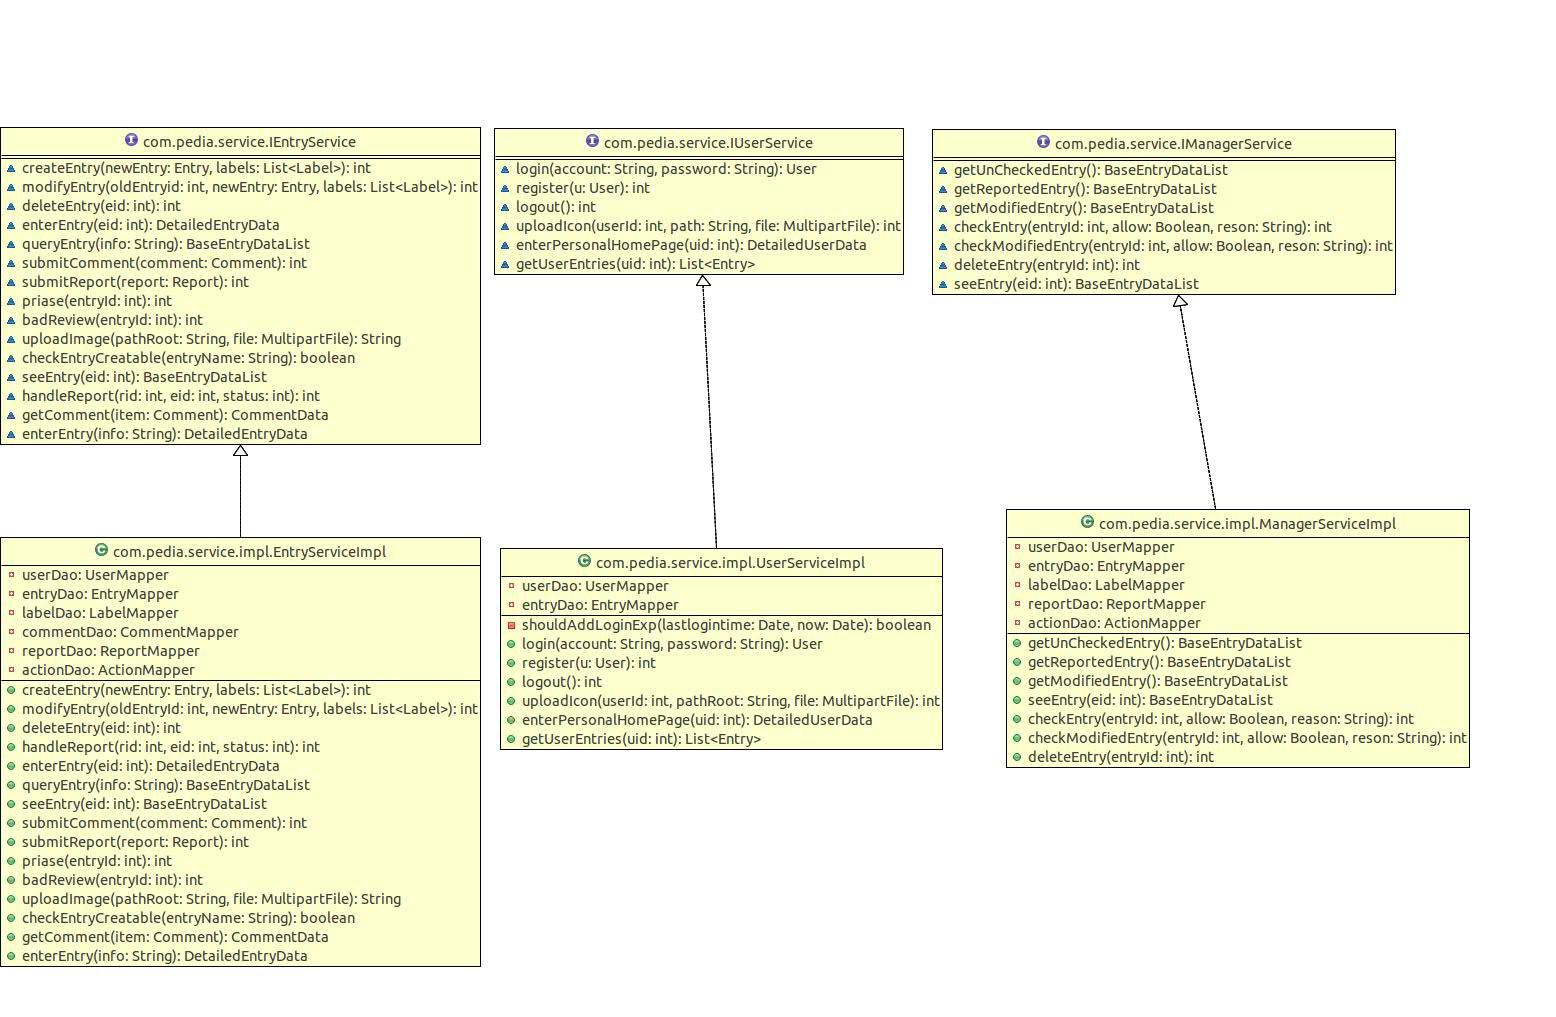 com.pedia.service.IEntryService
createEntry(newEntry: Entry, labels: List<Label>): int
modifyEntry(oldEntryid: int, newEntry: Entry, labels: List<Label>): int
deleteEntry(eid: int): int
enterEntry(eid: int): DetailedEntryData
queryEntry(info: String): BaseEntryDataList
submitComment(comment: Comment): int
submitReport(report: Report): int
priase(entryId: int): int
badReview(entryId: int): int
uploadImage(pathRoot: String, file: MultipartFile): String
checkEntryCreatable(entryName: String): boolean
seeEntry(eid: int): BaseEntryDataList
handleReport(rid: int, eid: int, status: int): int
getComment(item: Comment): CommentData
enterEntry(info: String): DetailedEntryData
com.pedia.service.IUserService
login(account: String, password: String): User
register(u: User): int
logout(): int
uploadIcon(userId: int, path: String, file: MultipartFile): int
enterPersonalHomePage(uid: int): DetailedUserData
getUserEntries(uid: int): List<Entry>
com.pedia.service.IManagerService
getUnCheckedEntry(): BaseEntryDataList
getReportedEntry(): BaseEntryDataList
getModifiedEntry(): BaseEntryDataList
checkEntry(entryId: int, allow: Boolean, reson: String): int
checkModifiedEntry(entryId: int, allow: Boolean, reson: String): int
deleteEntry(entryId: int): int
seeEntry(eid: int): BaseEntryDataList
com.pedia.service.impl.EntryServiceImpl
userDao: UserMapper
entryDao: EntryMapper
labelDao: LabelMapper
commentDao: CommentMapper
reportDao: ReportMapper
actionDao: ActionMapper
createEntry(newEntry: Entry, labels: List<Label>): int
modifyEntry(oldEntryId: int, newEntry: Entry, labels: List<Label>): int
deleteEntry(eid: int): int
handleReport(rid: int, eid: int, status: int): int
enterEntry(eid: int): DetailedEntryData
queryEntry(info: String): BaseEntryDataList
seeEntry(eid: int): BaseEntryDataList
submitComment(comment: Comment): int
submitReport(report: Report): int
priase(entryId: int): int
badReview(entryId: int): int
uploadImage(pathRoot: String, file: MultipartFile): String
checkEntryCreatable(entryName: String): boolean
getComment(item: Comment): CommentData
enterEntry(info: String): DetailedEntryData
com.pedia.service.impl.UserServiceImpl
userDao: UserMapper
entryDao: EntryMapper
shouldAddLoginExp(lastlogintime: Date, now: Date): boolean
login(account: String, password: String): User
register(u: User): int
logout(): int
uploadIcon(userId: int, pathRoot: String, file: MultipartFile): int
enterPersonalHomePage(uid: int): DetailedUserData
getUserEntries(uid: int): List<Entry>
com.pedia.service.impl.ManagerServiceImpl
userDao: UserMapper
entryDao: EntryMapper
labelDao: LabelMapper
reportDao: ReportMapper
actionDao: ActionMapper
getUnCheckedEntry(): BaseEntryDataList
getReportedEntry(): BaseEntryDataList
getModifiedEntry(): BaseEntryDataList
seeEntry(eid: int): BaseEntryDataList
checkEntry(entryId: int, allow: Boolean, reason: String): int
checkModifiedEntry(entryId: int, allow: Boolean, reson: String): int
deleteEntry(entryId: int): int